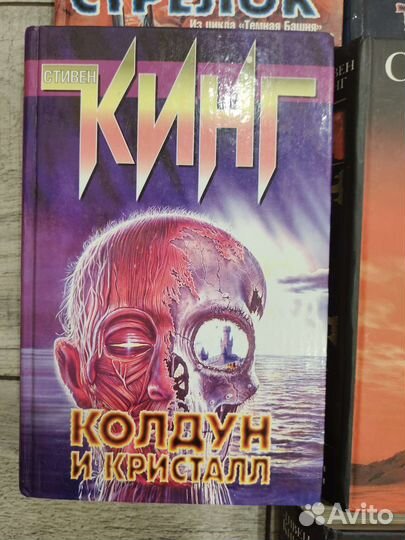 СТРЕЛОК
Из цикла «Темная Башня»
СТИВЕН
КИНГ
КОЛДУН
И КРИСТАЛЛ
Avito